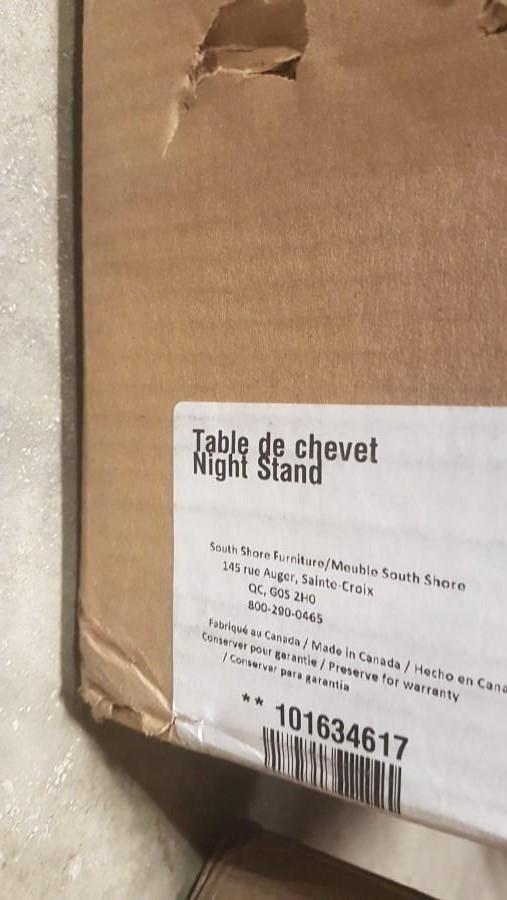 Table de chevet
Night Stand
South Shore Furniture/Meuble South Shore
145 rue Auger, Sainte-Croix
QC, G0S 2H0
800-290-0465
Fabriqué au Canada / Made in Canada / Hecho en Cana
Conserver pour garantie / Preserve for warranty
/ Conservar para garantia
** 101634617